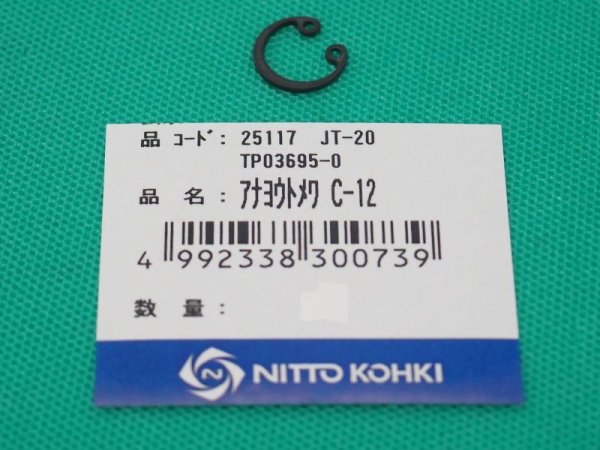 品 ｺｰﾄﾞ: 25117 JT-20
TP03695-0
品 名: ｱﾅﾖｳﾄﾒﾜ C-12
4 992338 300739
数 量:
NITTO KOHKI